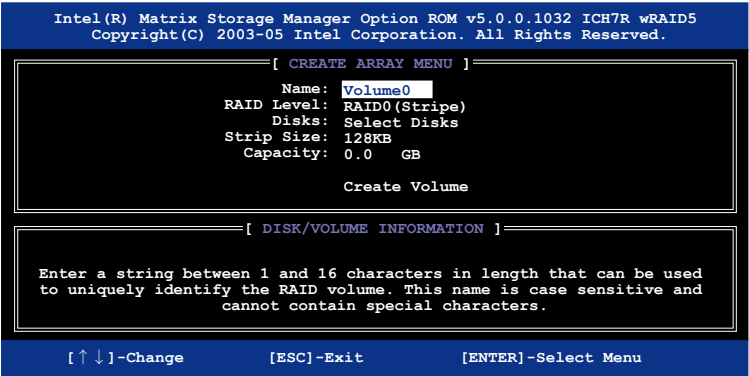 Intel(R) Matrix Storage Manager Option ROM v5.0.0.1032 ICH7R wRAID5
Copyright(C) 2003-05 Intel Corporation. All Rights Reserved.
[ CREATE ARRAY MENU ]
Name: Volume0
RAID Level: RAID0(Stripe)
Disks: Select Disks
Strip Size: 128KB
Capacity: 0.0 GB
Create Volume
[ DISK/VOLUME INFORMATION ]
Enter a string between 1 and 16 characters in length that can be used
to uniquely identify the RAID volume. This name is case sensitive and
cannot contain special characters.
[↑↓]-Change [ESC]-Exit [ENTER]-Select Menu